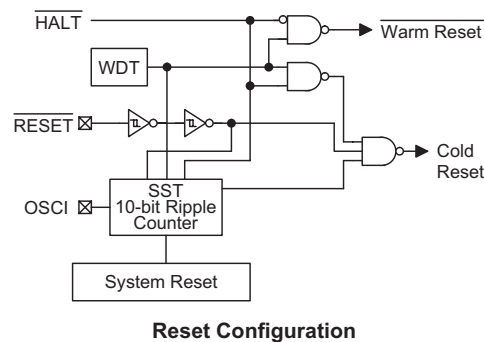 HALT
Warm Reset
WDT
RESET
Cold
Reset
SST
10-bit Ripple
Counter
OSCI
System Reset
Reset Configuration